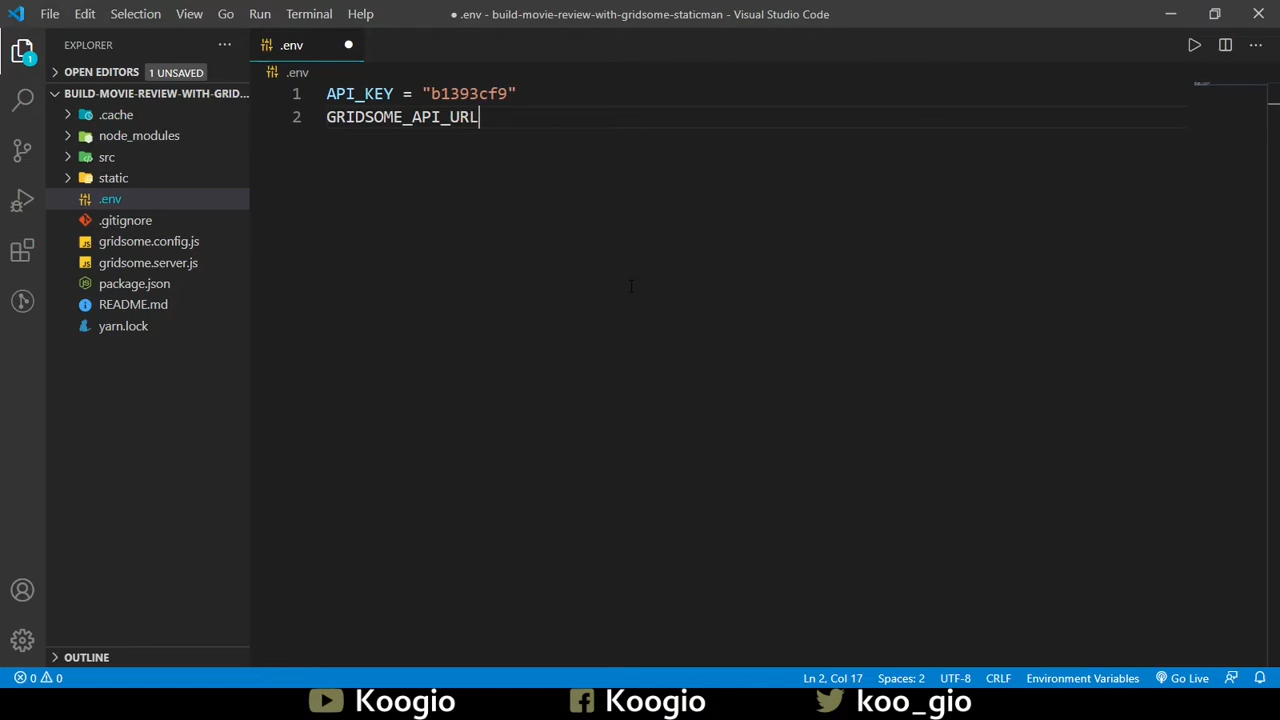 File Edit Selection View Go Run Terminal Help
● .env - build-movie-review-with-gridsome-staticman - Visual Studio Code
EXPLORER
OPEN EDITORS 1 UNSAVED
BUILD-MOVIE-REVIEW-WITH-GRID...
.cache
node_modules
src
static
.env
.gitignore
gridsome.config.js
gridsome.server.js
package.json
README.md
yarn.lock
OUTLINE
1
.env
.env
1 API_KEY = "b1393cf9"
2 GRIDSOME_API_URL
0 0
Ln 2, Col 17 Spaces: 2 UTF-8 CRLF Environment Variables Go Live
Koogio Koogio koo_gio